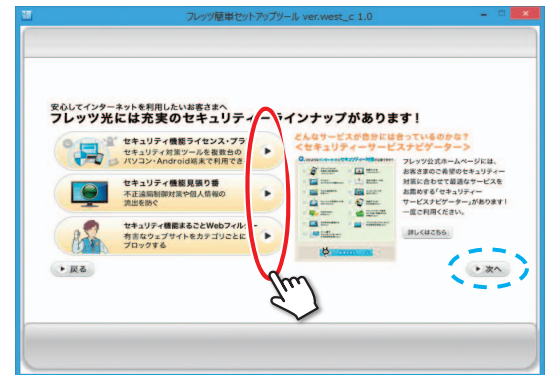 フレッツ簡単セットアップツール ver.west_c 1.0
安心してインターネットを利用したいお客さまへ
フレッツ光には充実のセキュリティーラインナップがあります！
セキュリティ機能ライセンス・プラ
セキュリティ対策ツールを複数台の
パソコン・Android端末で利用でき
セキュリティ機能見張り番
不正遠隔制御対策や個人情報の
流出を防ぐ
セキュリティ機能まるごとWebフィルター
有害なウェブサイトをカテゴリごとに
ブロックする
どんなサービスが自分には合っているのかな？
＜セキュリティーサービスナビゲーター＞
フレッツ公式ホームページには、
お客さまのご希望のセキュリティー
対策に合わせて最適なサービスを
お薦めする「セキュリティー
サービスナビゲーター」があります！
一度ご利用ください。
詳しくはこちら
戻る
次へ